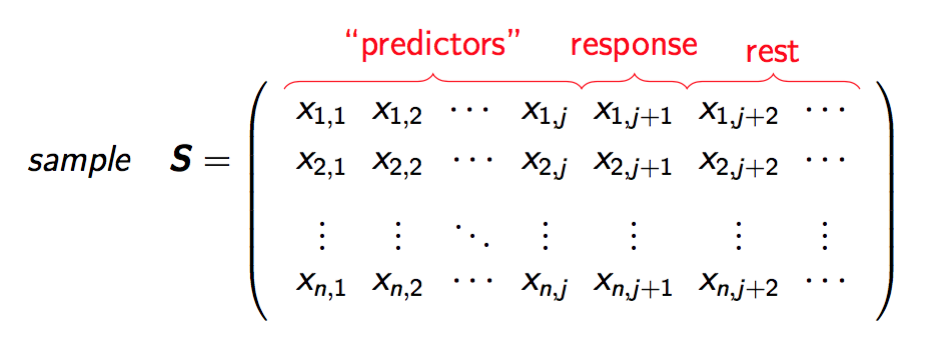 “predictors” response rest
x1,1 x1,2 ⋯ x1,j x1,j+1 x1,j+2 ⋯
sample S = x2,1 x2,2 ⋯ x2,j x2,j+1 x2,j+2 ⋯
⋮ ⋮ ⋱ ⋮ ⋮ ⋮ ⋮
xn,1 xn,2 ⋯ xn,j xn,j+1 xn,j+2 ⋯